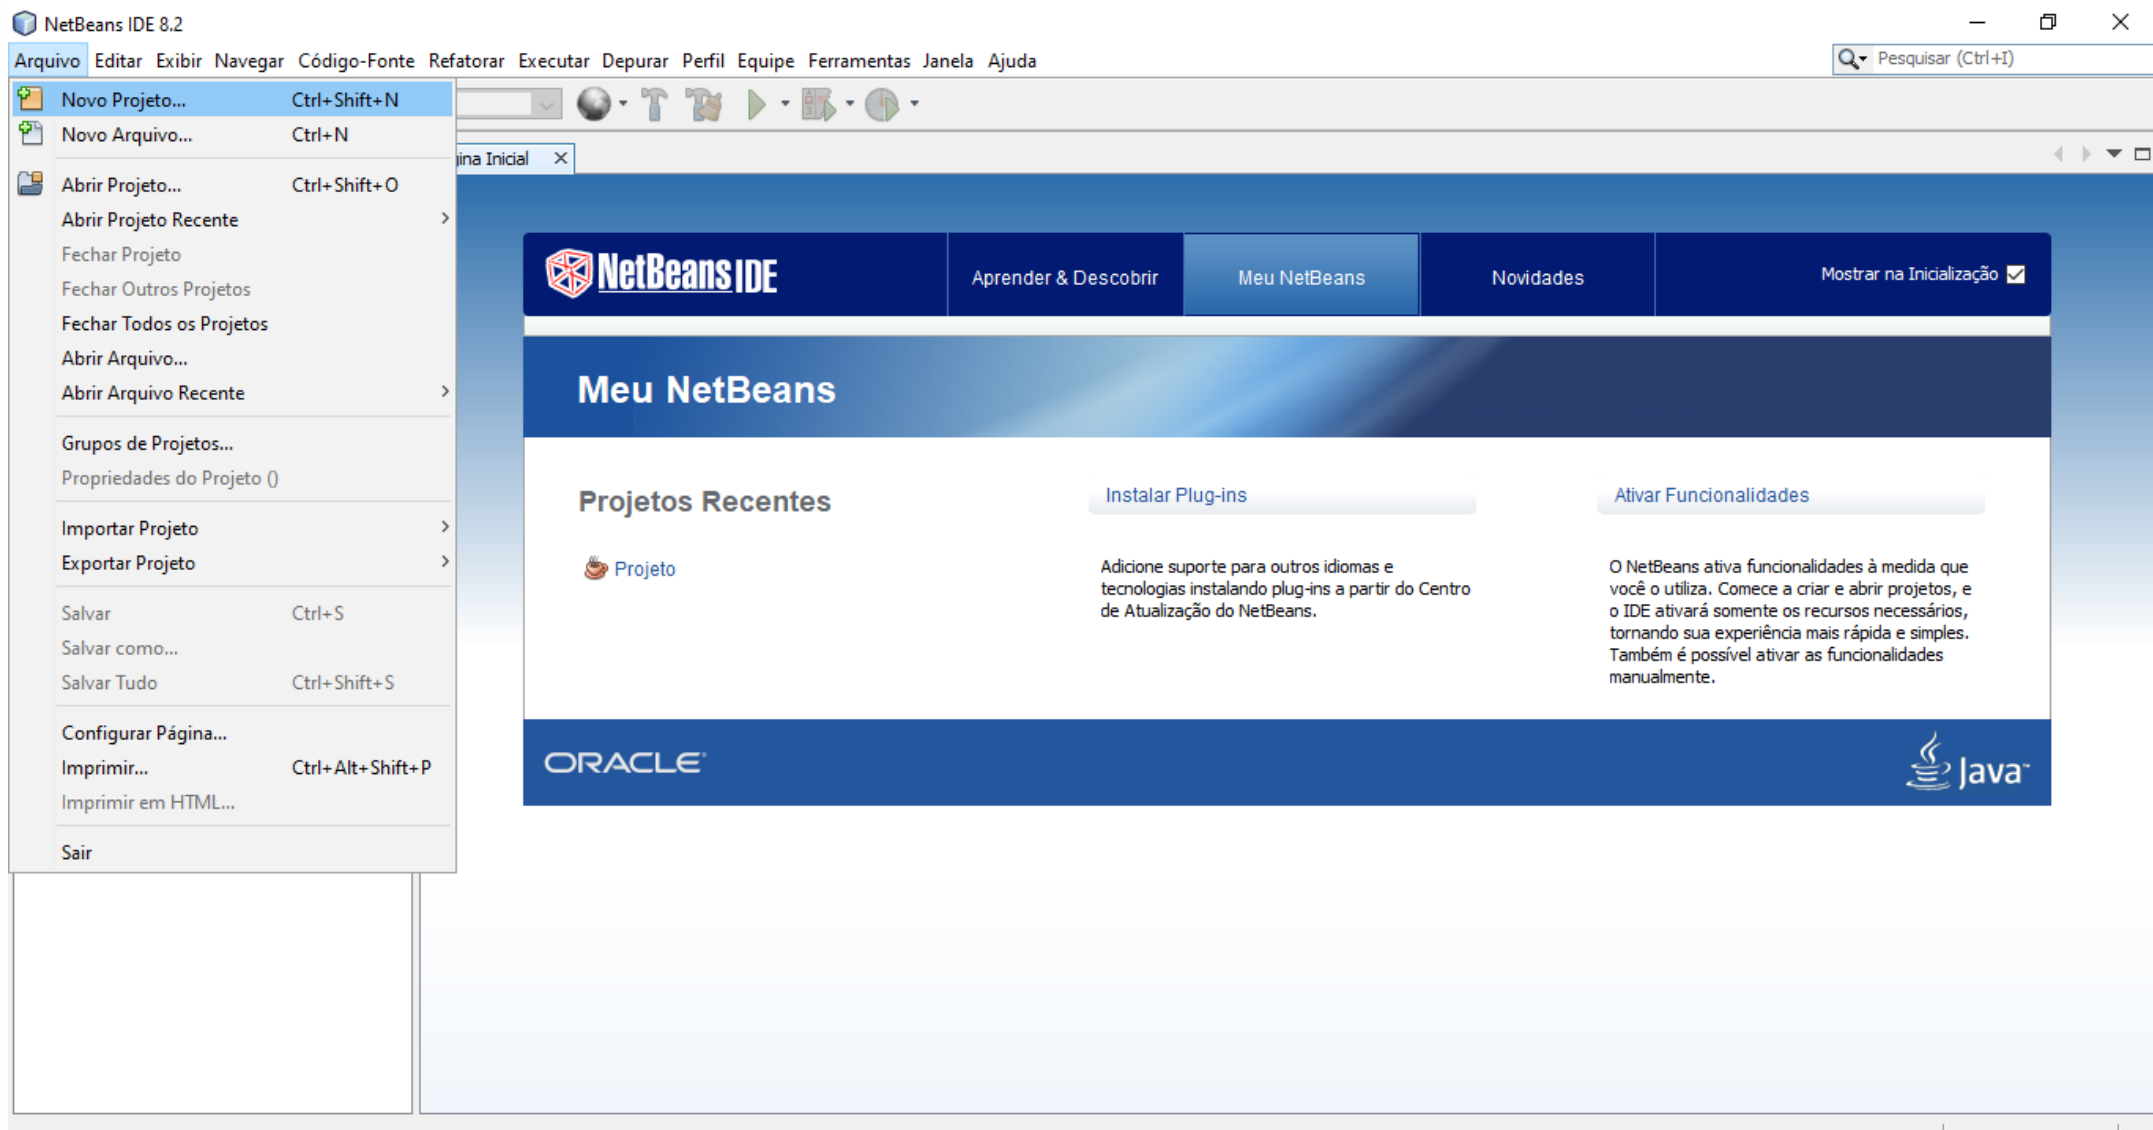 NetBeans IDE 8.2
Arquivo Editar Exibir Navegar Código-Fonte Refatorar Executar Depurar Perfil Equipe Ferramentas Janela Ajuda
Pesquisar (Ctrl+I)
Novo Projeto... Ctrl+Shift+N
Novo Arquivo... Ctrl+N
Abrir Projeto... Ctrl+Shift+O
Abrir Projeto Recente
Fechar Projeto
Fechar Outros Projetos
Fechar Todos os Projetos
Abrir Arquivo...
Abrir Arquivo Recente
Grupos de Projetos...
Propriedades do Projeto ()
Importar Projeto
Exportar Projeto
Salvar Ctrl+S
Salvar como...
Salvar Tudo Ctrl+Shift+S
Configurar Página...
Imprimir... Ctrl+Alt+Shift+P
Imprimir em HTML...
Sair
Inicial
NetBeans IDE
Aprender & Descobrir
Meu NetBeans
Novidades
Mostrar na Inicialização
Meu NetBeans
Projetos Recentes
Projeto
Instalar Plug-ins
Adicione suporte para outros idiomas e
tecnologias instalando plug-ins a partir do Centro
de Atualização do NetBeans.
Ativar Funcionalidades
O NetBeans ativa funcionalidades à medida que
você o utiliza. Comece a criar e abrir projetos, e
o IDE ativará somente os recursos necessários,
tornando sua experiência mais rápida e simples.
Também é possível ativar as funcionalidades
manualmente.
ORACLE
Java